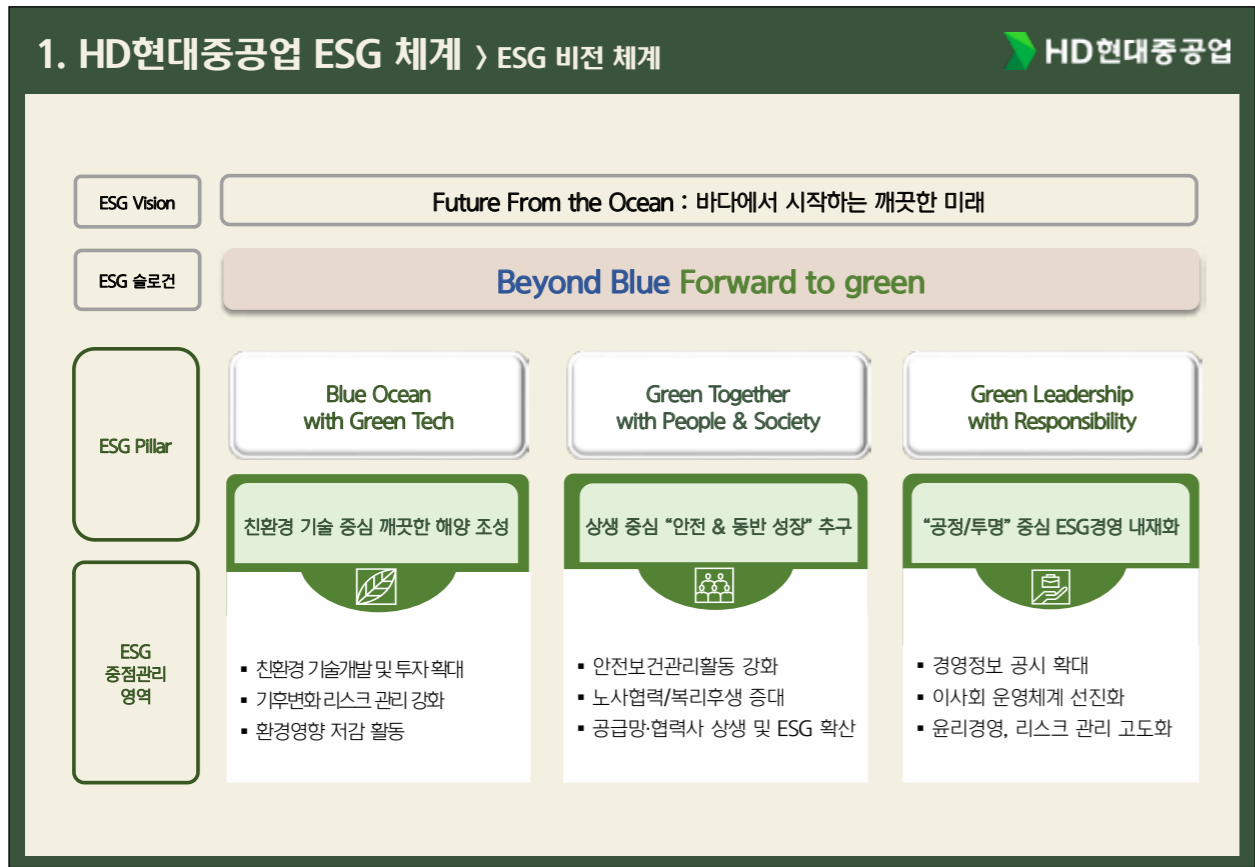 1. HD현대중공업 ESG 체계 > ESG 비전 체계
HD현대중공업
ESG Vision
Future From the Ocean : 바다에서 시작하는 깨끗한 미래
ESG 슬로건
Beyond Blue Forward to green
ESG Pillar
Blue Ocean
with Green Tech
Green Together
with People & Society
Green Leadership
with Responsibility
친환경 기술 중심 깨끗한 해양 조성
상생 중심 “안전 & 동반 성장” 추구
“공정/투명” 중심 ESG경영 내재화
ESG
중점관리
영역
▪ 친환경 기술개발 및 투자 확대
▪ 기후변화 리스크 관리 강화
▪ 환경영향 저감 활동
▪ 안전보건관리활동 강화
▪ 노사협력/복리후생 증대
▪ 공급망·협력사 상생 및 ESG 확산
▪ 경영정보 공시 확대
▪ 이사회 운영체계 선진화
▪ 윤리경영, 리스크 관리 고도화